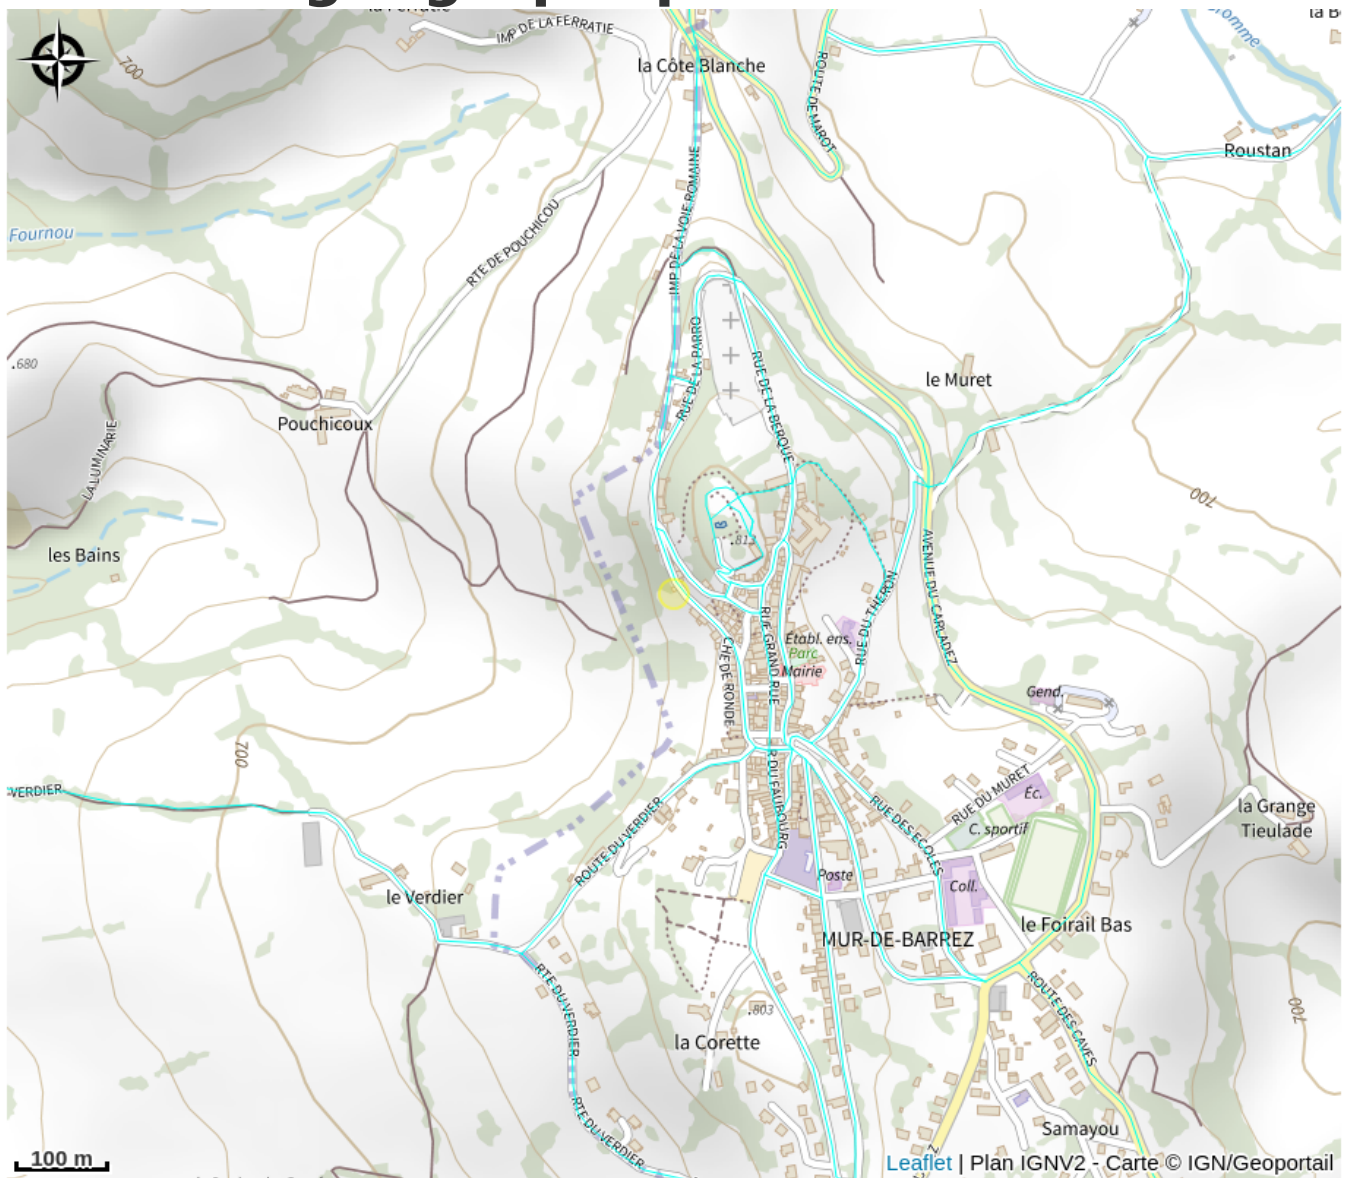 la Ferratie
IMP DE LA FERRATIE
la Côte Blanche
700
ROUTE DE MAROT
Roustan
Fournou
RTE DE POUCHICOU
IMP DE LA VOIE ROMAINE
.680
Pouchicoux
LA LUMINARIE
RUE DE LA PARRO
RUE DE LA BERQUE
le Muret
700
les Bains
.813
AVENUE DU CARLADEZ
RUE DU THERON
RUE GRAND RUE
Établ. ens.
Parc
Mairie
CHE DE RONDE
Gend.
700
VERDIER
R DU FAUBOURG
RUE DU MURET
Éc.
C. sportif
la Grange
Tieulade
ROUTE DU VERDIER
RUE DES ECOLES
Poste
Coll.
le Verdier
le Foirail Bas
MUR-DE-BARREZ
RTE DU VERDIER
ROUTE DES CAVES
700
.803
la Corette
RTE DU VERDIER
Samayou
100 m
Leaflet | Plan IGNV2 - Carte © IGN/Geoportail